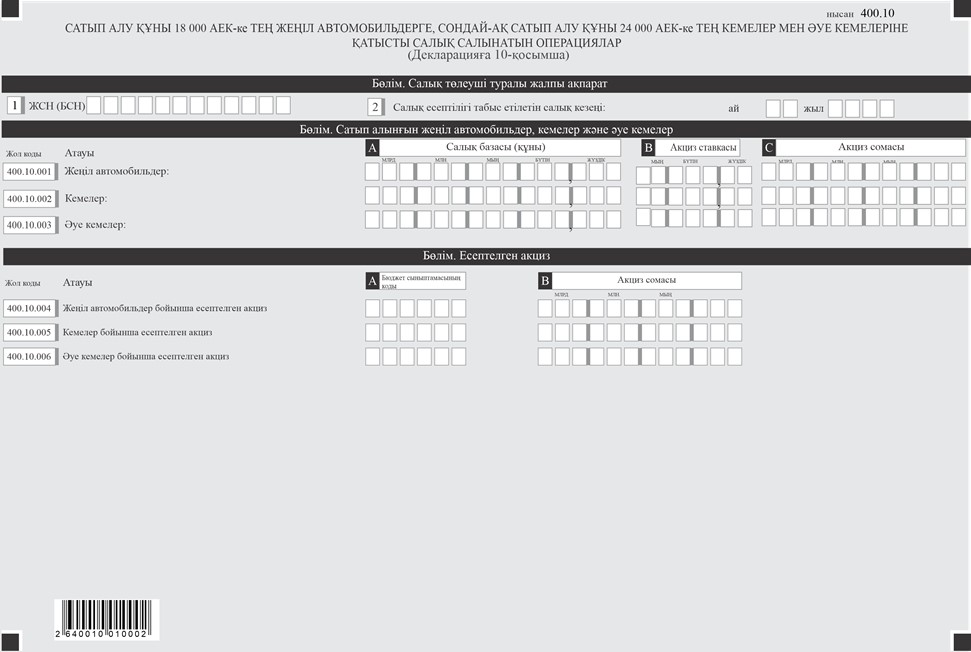 нысан 400.10
САТЫП АЛУ ҚҰНЫ 18 000 АЕК-ке ТЕҢ ЖЕҢІЛ АВТОМОБИЛЬДЕРГЕ, СОНДАЙ-АҚ САТЫП АЛУ ҚҰНЫ 24 000 АЕК-ке ТЕҢ КЕМЕЛЕР МЕН ӘУЕ КЕМЕЛЕРІНЕ
ҚАТЫСТЫ САЛЫҚ САЛЫНАТЫН ОПЕРАЦИЯЛАР
(Декларацияға 10-қосымша)
Бөлім. Салық төлеуші туралы жалпы ақпарат
1 ЖСН (БСН) 2 Салық есептілігі табыс етілетін салық кезеңі: ай жыл
Бөлім. Сатып алынғын жеңіл автомобильдер, кемелер және әуе кемелер
Жол коды Атауы A Салық базасы (құны) B Акциз ставкасы C Акциз сомасы
МЛРД МЛН МЫҢ БҮТІН ЖҮЗДІК МЫҢ БҮТІН ЖҮЗДІК МЛРД МЛН МЫҢ
400.10.001 Жеңіл автомобильдер: , ,
400.10.002 Кемелер: , ,
400.10.003 Әуе кемелер: ,
Бөлім. Есептелген акциз
Жол коды Атауы A Бюджет сыныптамасының
коды
B Акциз сомасы
МЛРД МЛН МЫҢ
400.10.004 Жеңіл автомобильдер бойынша есептелген акциз
400.10.005 Кемелер бойынша есептелген акциз
400.10.006 Әуе кемелер бойынша есептелген акциз
2 640010 010002